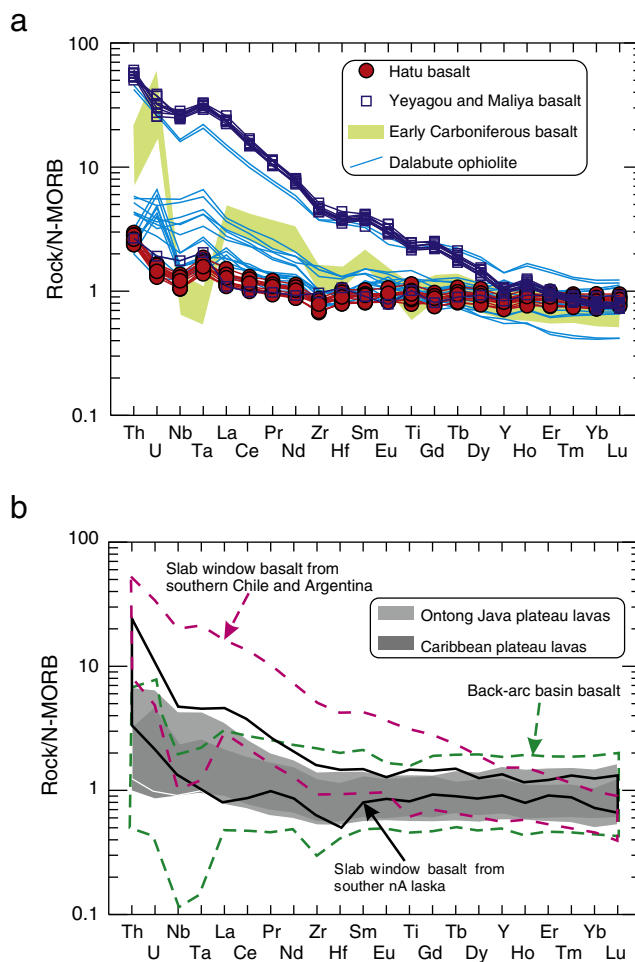 a
100
10
1
0.1
Rock/N-MORB
Hatu basalt
Yeyagou and Maliya basalt
Early Carboniferous basalt
Dalabute ophiolite
Th Nb La Pr Zr Sm Ti Tb Y Er Yb
U Ta Ce Nd Hf Eu Gd Dy Ho Tm Lu
b
100
10
1
0.1
Rock/N-MORB
Slab window basalt from
southern Chile and Argentina
Ontong Java plateau lavas
Caribbean plateau lavas
Back-arc basin basalt
Slab window basalt from
souther nA laska
Th Nb La Pr Zr Sm Ti Tb Y Er Yb
U Ta Ce Nd Hf Eu Gd Dy Ho Tm Lu